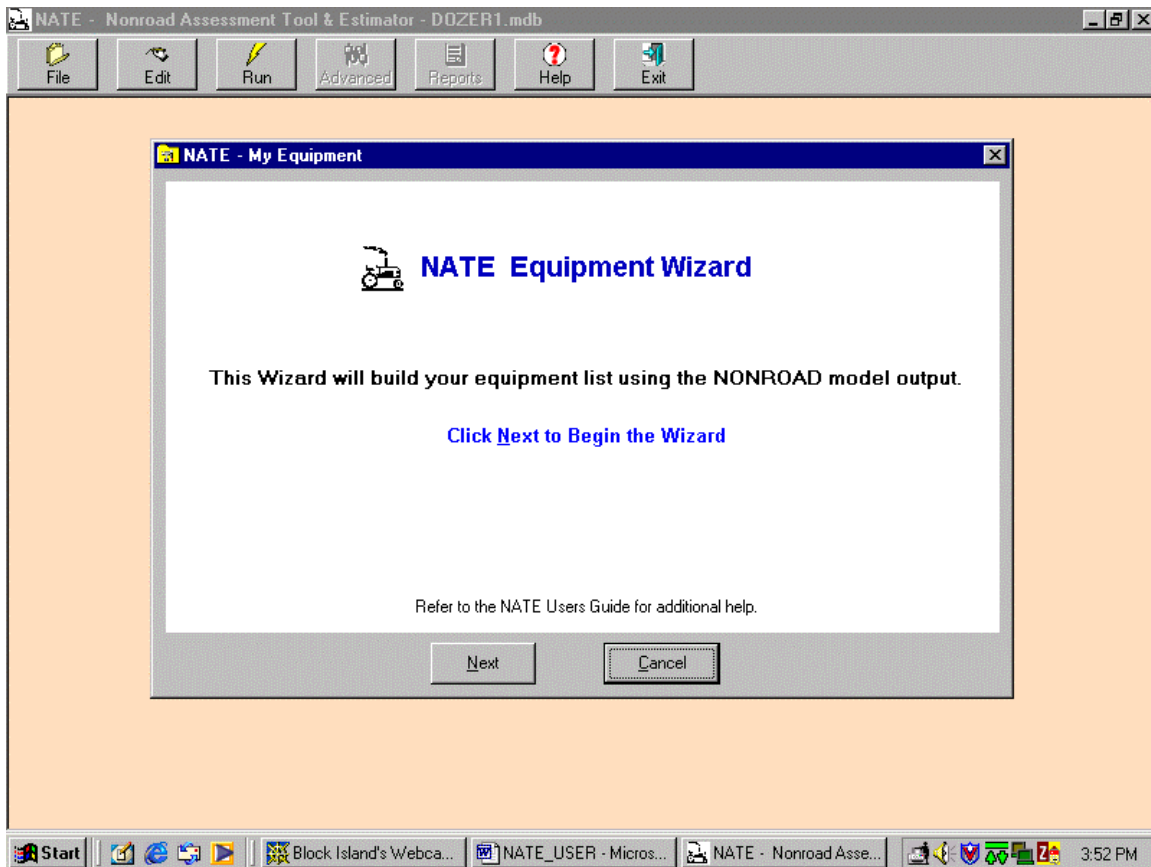 NATE - Nonroad Assessment Tool & Estimator - DOZER1.mdb
File Edit Run Advanced Reports Help Exit
NATE - My Equipment
NATE Equipment Wizard
This Wizard will build your equipment list using the NONROAD model output.
Click Next to Begin the Wizard
Refer to the NATE Users Guide for additional help.
Next Cancel
Start Block Island's Webca... NATE_USER - Micros... NATE - Nonroad Asse... 3:52 PM